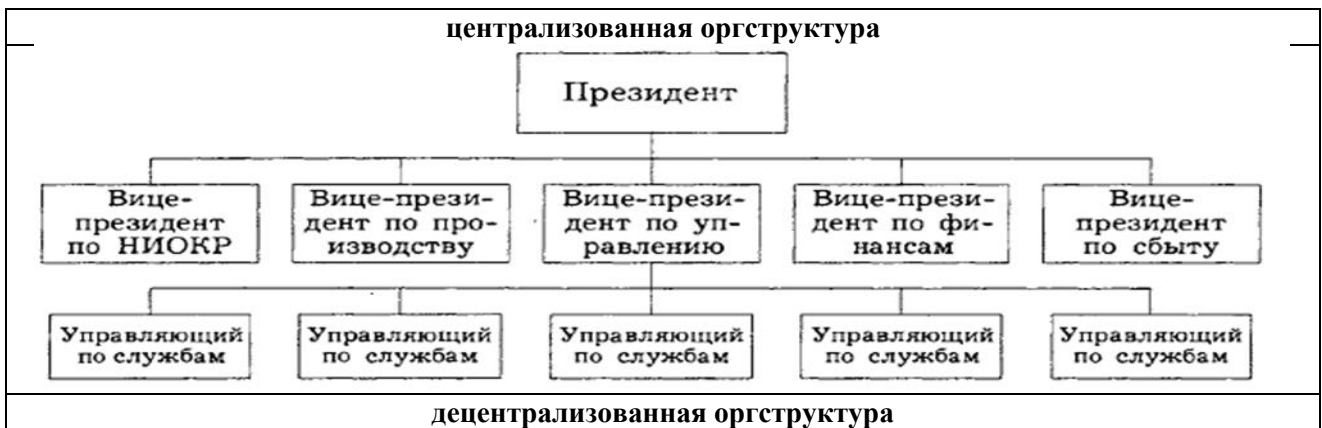 централизованная оргструктура
Президент
Вице-
президент
по НИОКР
Вице-прези-
дент по про-
изводству
Вице-прези-
дент по уп-
равлению
Вице-прези-
дент по фи-
нансам
Вице-
президент
по сбыту
Управляющий
по службам
Управляющий
по службам
Управляющий
по службам
Управляющий
по службам
Управляющий
по службам
децентрализованная оргструктура